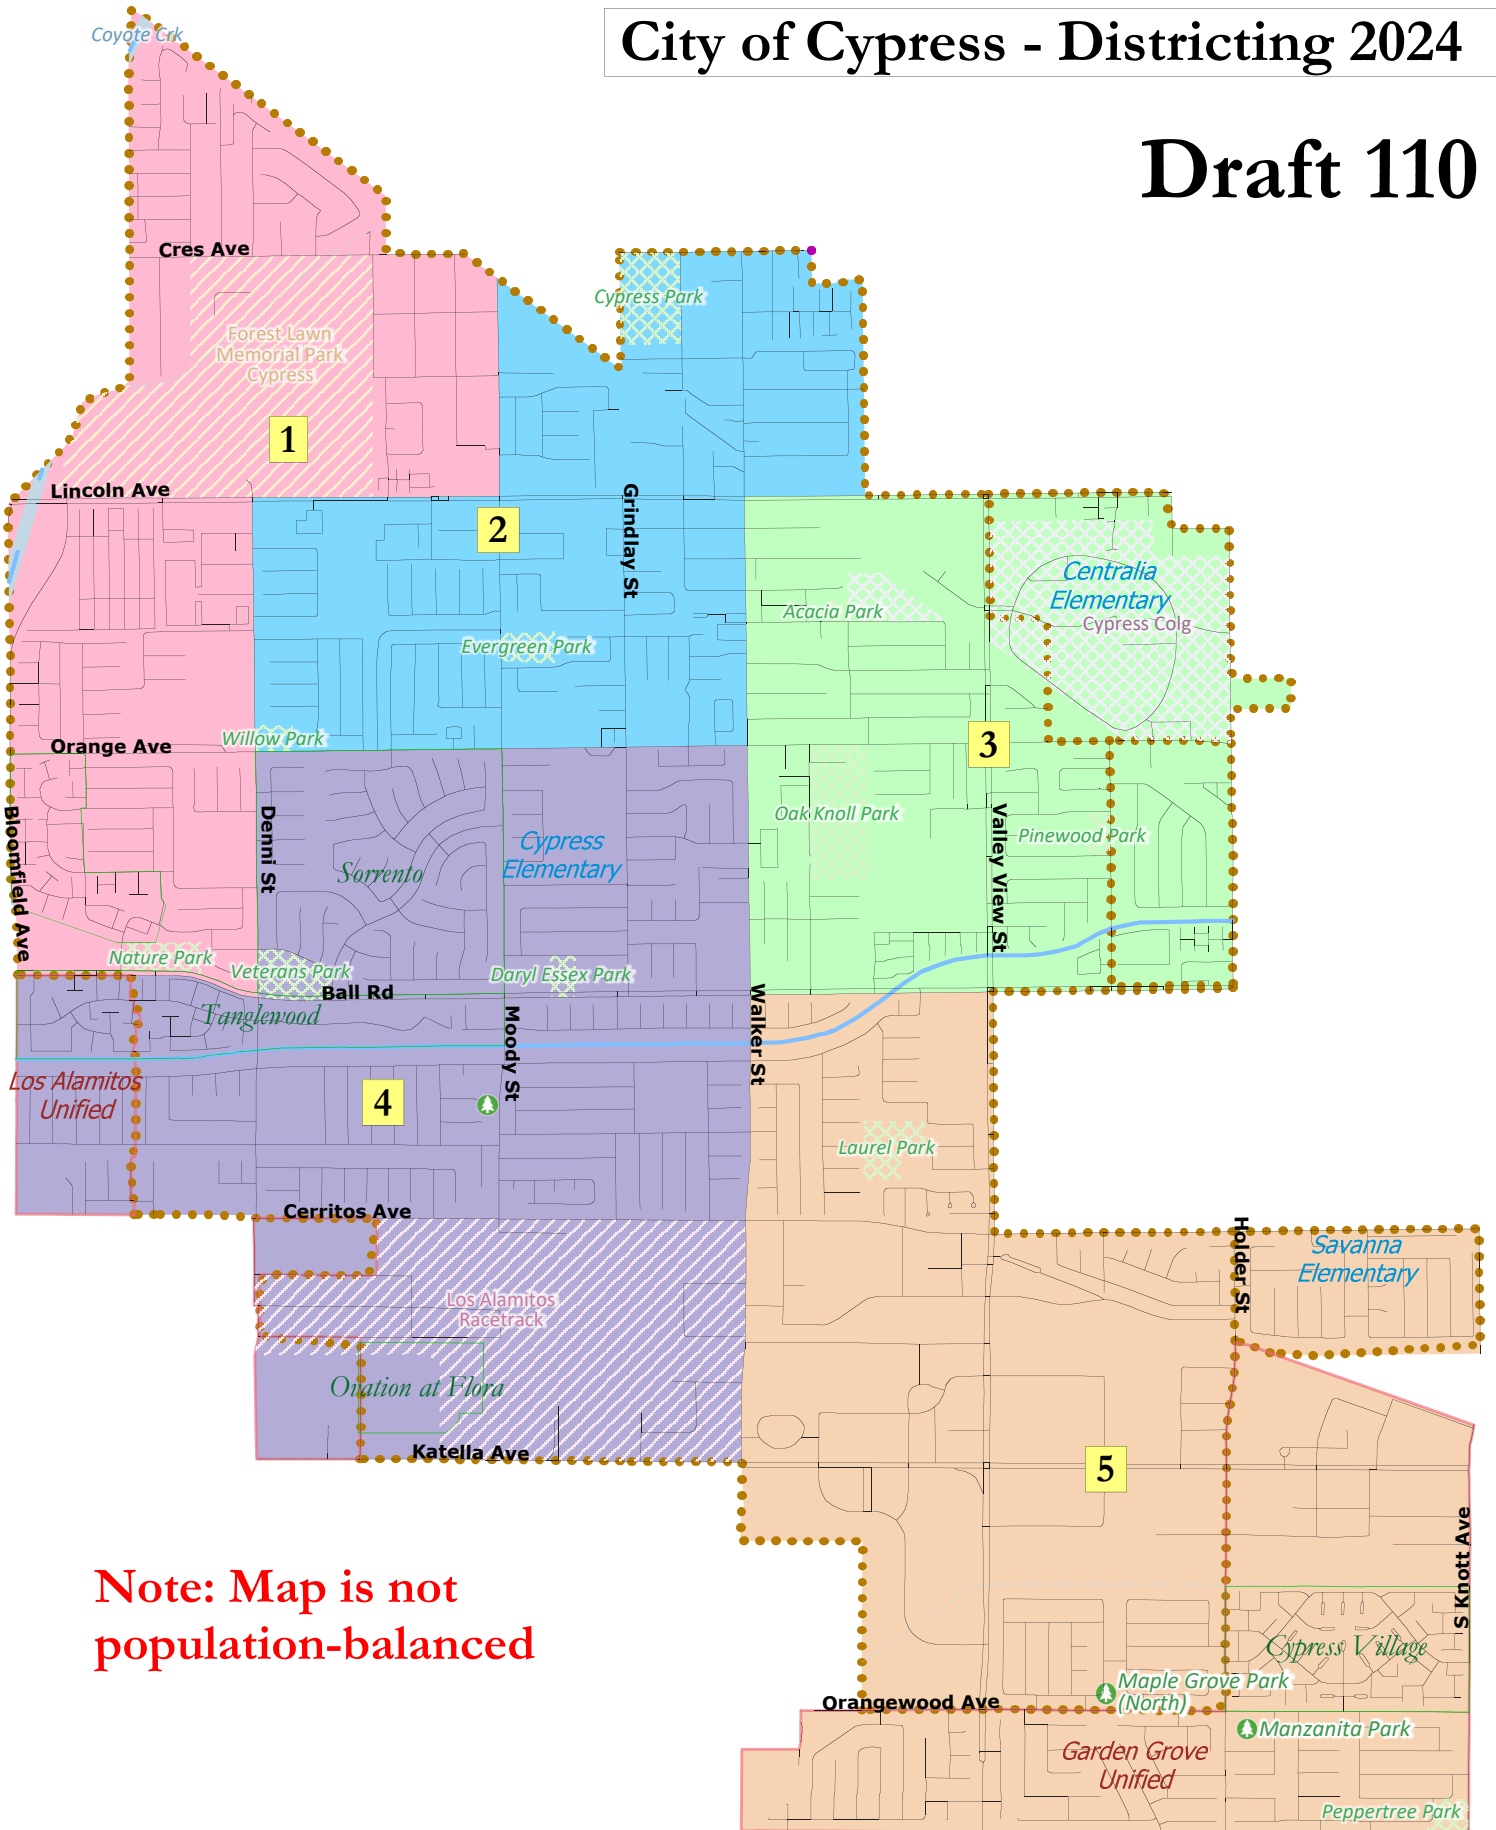 City of Cypress - Districting 2024
Coyote Crk
Draft 110
Cres Ave
Cypress Park
Forest Lawn
Memorial Park
Cypress
1
Lincoln Ave
Grindlay St
2
Centralia
Elementary
Acacia Park
Cypress Colg
Evergreen Park
Willow Park
Orange Ave
3
Bloomfield Ave
Denni St
Valley View St
Oak Knoll Park
Pinewood Park
Cypress
Elementary
Sorrento
Nature Park
Veterans Park
Daryl Essex Park
Ball Rd
Tanglewood
Walker St
Moody St
Los Alamitos
Unified
4
Laurel Park
Cerritos Ave
Holder St
Savanna
Elementary
Los Alamitos
Racetrack
Ovation at Flora
Katella Ave
5
S Knott Ave
Note: Map is not
population-balanced
Cypress Village
Maple Grove Park
(North)
Orangewood Ave
Manzanita Park
Garden Grove
Unified
Peppertree Park